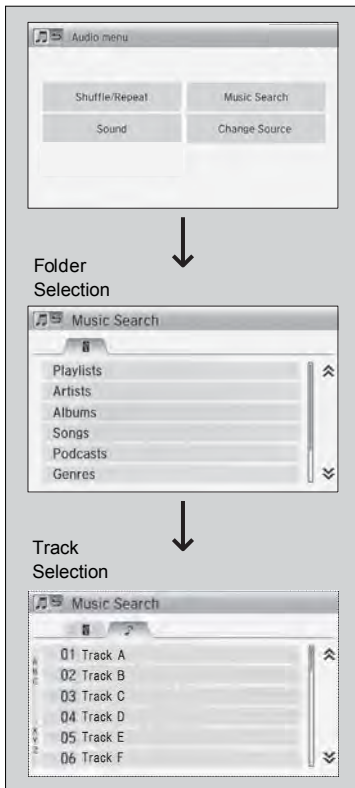 Audio menu
Shuffle/Repeat Music Search
Sound Change Source
Folder
Selection
Music Search
Playlists
Artists
Albums
Songs
Podcasts
Genres
Track
Selection
Music Search
A
B
C
01 Track A
02 Track B
03 Track C
04 Track D
X
Y
Z
05 Track E
06 Track F